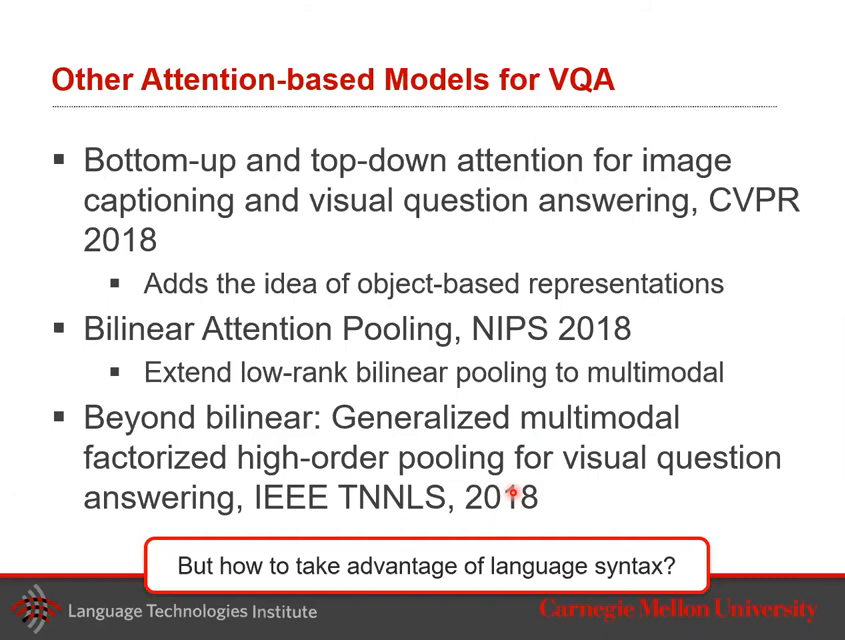 Other Attention-based Models for VQA
▪ Bottom-up and top-down attention for image
captioning and visual question answering, CVPR
2018
▪ Adds the idea of object-based representations
▪ Bilinear Attention Pooling, NIPS 2018
▪ Extend low-rank bilinear pooling to multimodal
▪ Beyond bilinear: Generalized multimodal
factorized high-order pooling for visual question
answering, IEEE TNNLS, 2018
But how to take advantage of language syntax?
Language Technologies Institute
Carnegie Mellon University